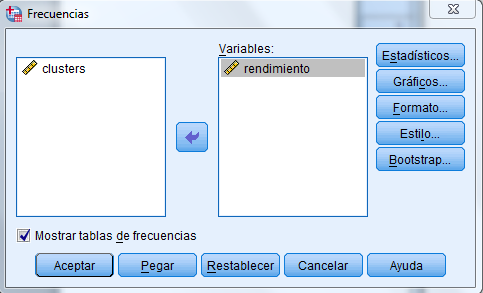 Frecuencias
Variables:
clusters
rendimiento
Estadísticos...
Gráficos...
Formato...
Estilo...
Bootstrap...
Mostrar tablas de frecuencias
Aceptar
Pegar
Restablecer
Cancelar
Ayuda